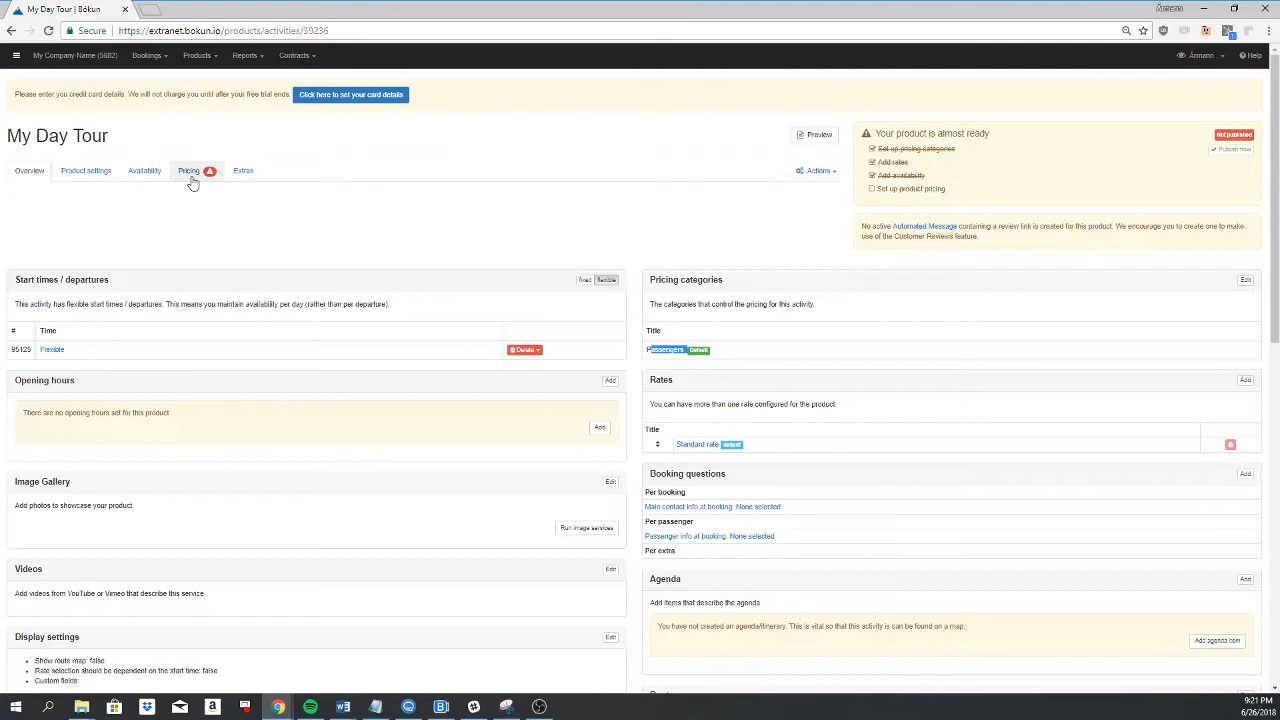 My Day Tour | Bókun
Ármann
Secure https://extranet.bokun.io/products/activities/39236
My Company Name (5682) Bookings Products Reports Contracts Ármann . Help
Please enter you credit card details. We will not charge you until after your free trial ends. Click here to set your card details
My Day Tour
Preview
Your product is almost ready
Not published
Set up pricing categories
Publish now
Add rates
Add availability
Set up product pricing
Overview Product settings Availability Pricing Extras
Actions
No active Automated Message containing a review link is created for this product. We encourage you to create one to make
use of the Customer Reviews feature.
Start times / departures
fixed flexible
This activity has flexible start times / departures. This means you maintain availability per day (rather than per departure).
# Time
95125 Flexible Delete
Opening hours
Add
There are no opening hours set for this product
Add
Image Gallery
Edit
Add photos to showcase your product
Run image services
Videos
Edit
Add videos from YouTube or Vimeo that describe this service.
Display settings
Edit
Show route map: false
Rate selection should be dependent on the start time: false
Custom fields:
Pricing categories
Edit
The categories that control the pricing for this activity.
Title
Passengers Default
Rates
Add
You can have more than one rate configured for the product.
Title
Standard rate default
Booking questions
Add
Per booking
Main contact info at booking: None selected
Per passenger
Passenger info at booking: None selected
Per extra
Agenda
Add
Add items that describe the agenda
You have not created an agenda/itinerary. This is vital so that this activity is can be found on a map.
Add agenda item
9:21 PM
6/26/2018